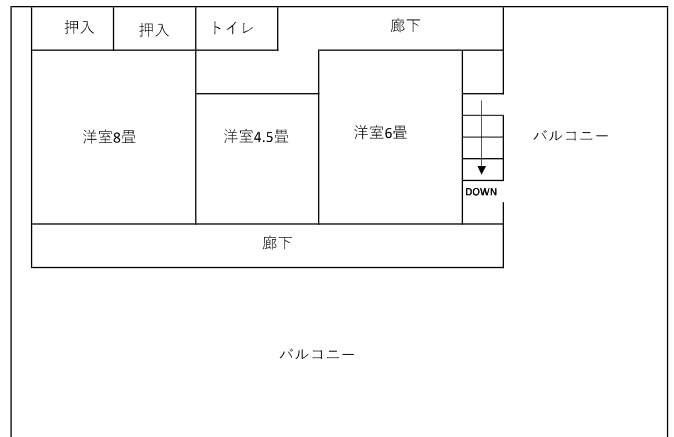 押入
押入
トイレ
廊下
洋室8畳
洋室4.5畳
洋室6畳
バルコニー
DOWN
廊下
バルコニー